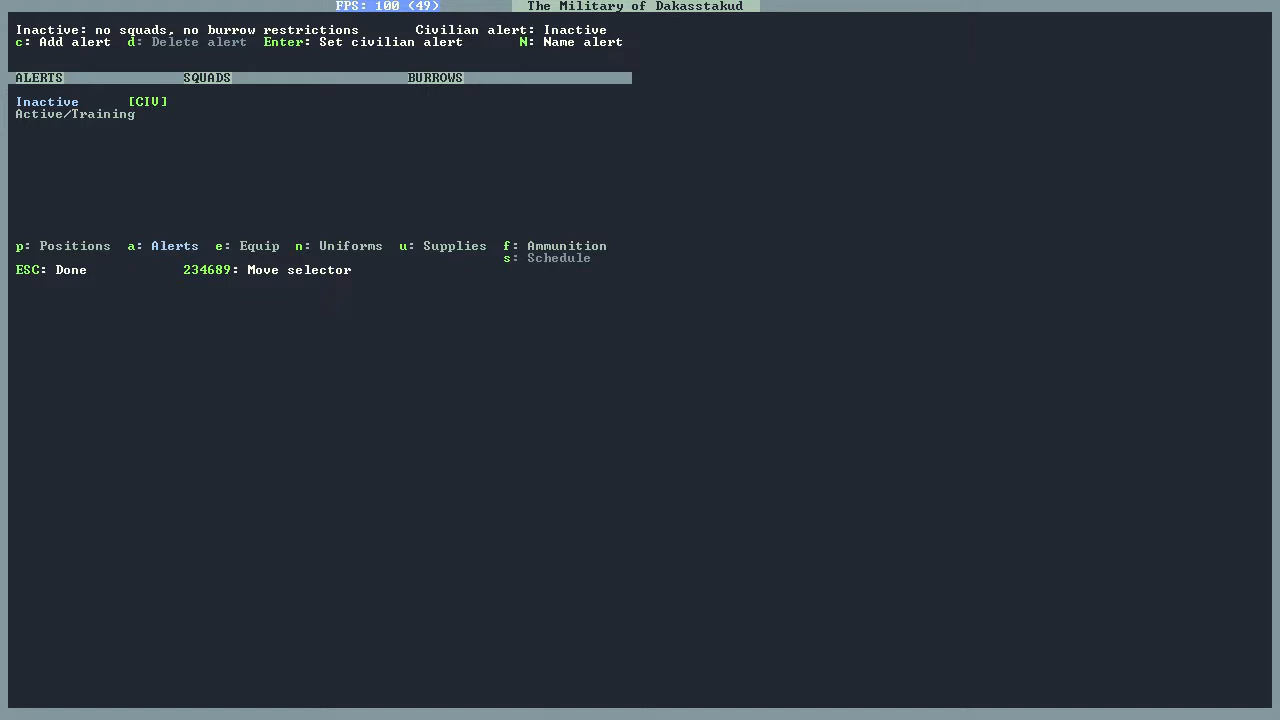 FPS: 100 (49) The Military of Dakasstakud
Inactive: no squads, no burrow restrictions Civilian alert: Inactive
c: Add alert d: Delete alert Enter: Set civilian alert N: Name alert
ALERTS SQUADS BURROWS
Inactive [CIV]
Active/Training
p: Positions a: Alerts e: Equip n: Uniforms u: Supplies f: Ammunition
s: Schedule
ESC: Done 234689: Move selector